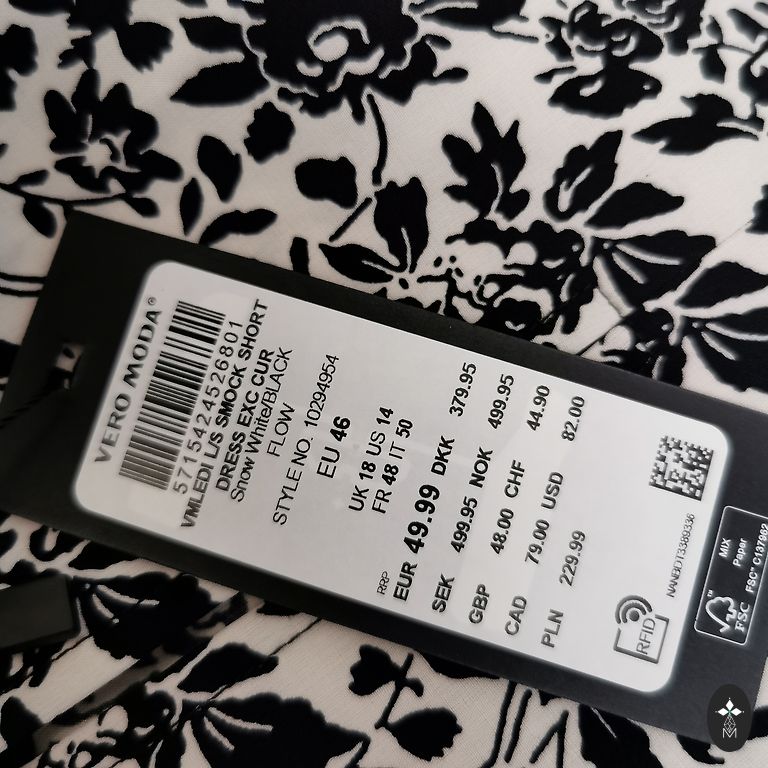 VERO MODA®
5715424526801
VMLEDI L/S SMOCK SHORT
DRESS EXC CUR
Snow White/BLACK
FLOW
STYLE NO. 10294954
EU 46
UK 18 US 14
FR 48 IT 50
RRP
EUR 49.99 DKK 379.95
SEK 499.95 NOK 499.95
GBP 48.00 CHF 44.90
CAD 79.00 USD 82.00
PLN 229.99
RFID
NANBDT3389336
FSC™
MIX
Paper
FSC® C137962
M